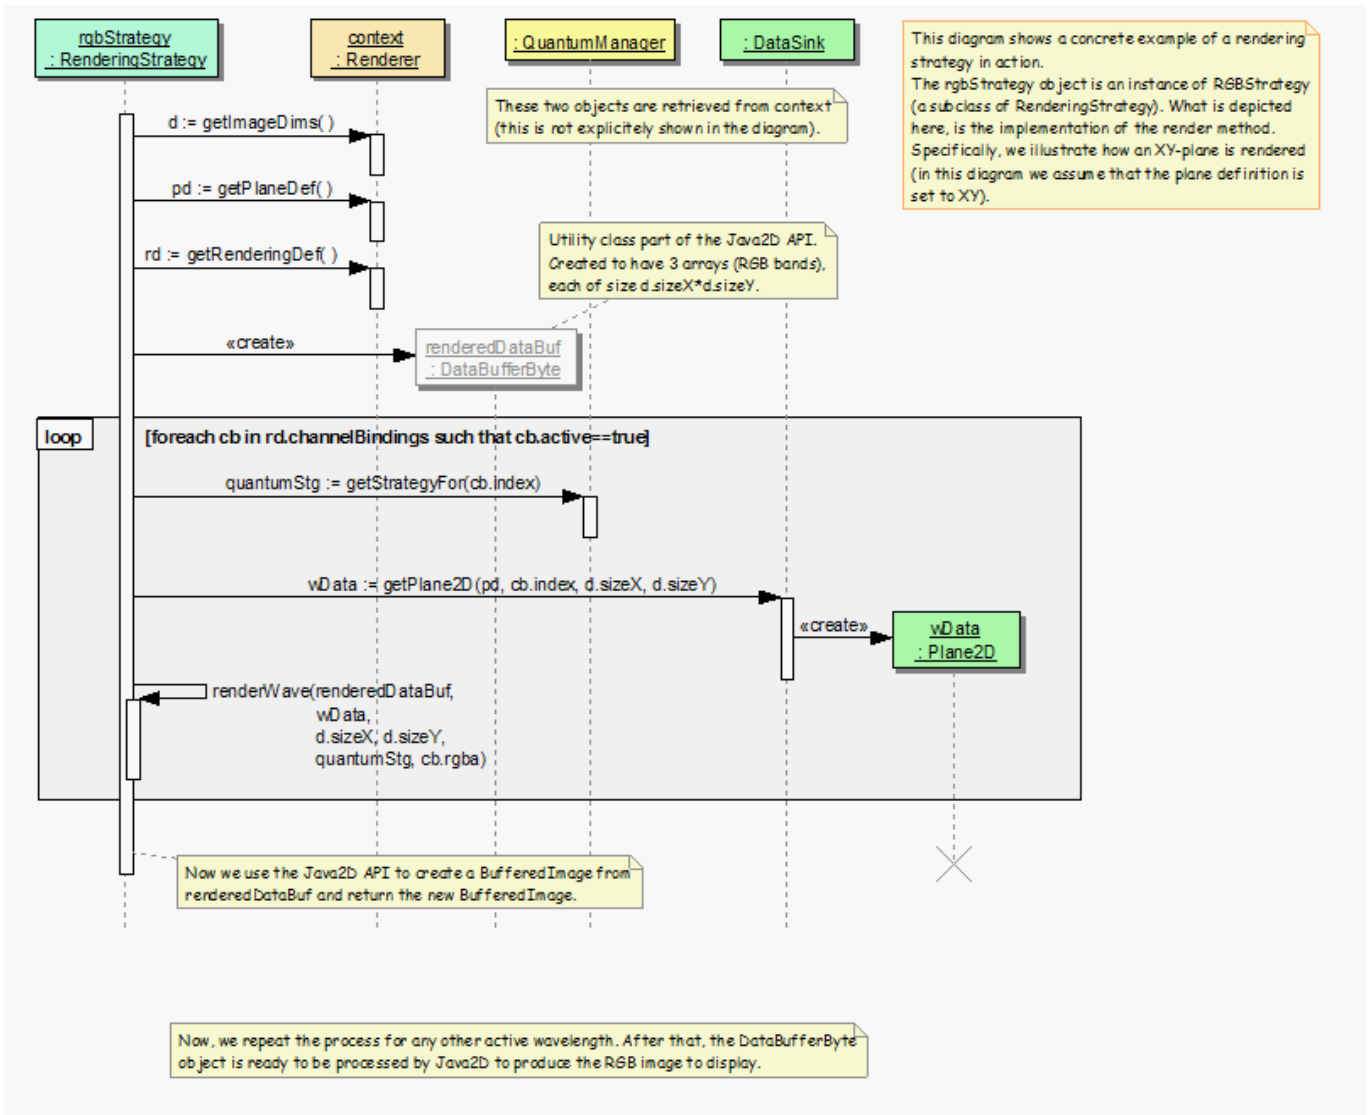 rgbStrategy
: RenderingStrategy
context
: Renderer
: QuantumManager
: DataSink
This diagram shows a concrete example of a rendering
strategy in action.
The rgbStrategy object is an instance of RGBStrategy
(a subclass of RenderingStrategy). What is depicted
here, is the implementation of the render method.
Specifically, we illustrate how an XY-plane is rendered
(in this diagram we assume that the plane definition is
set to XY).
These two objects are retrieved from context
(this is not explicitely shown in the diagram).
d := getImageDims( )
pd := getPlaneDef( )
rd := getRenderingDef( )
Utility class part of the Java2D API.
Created to have 3 arrays (RGB bands),
each of size d.sizeX*d.sizeY.
«create»
renderedDataBuf
: DataBufferByte
loop
[foreach cb in rd.channelBindings such that cb.active==true]
quantumStg := getStrategyFor(cb.index)
wData := getPlane2D(pd, cb.index, d.sizeX, d.sizeY)
«create»
wData
: Plane2D
renderWave(renderedDataBuf,
wData,
d.sizeX, d.sizeY,
quantumStg, cb.rgba)
Now we use the Java2D API to create a BufferedImage from
renderedDataBuf and return the new BufferedImage.
Now, we repeat the process for any other active wavelength. After that, the DataBufferByte
object is ready to be processed by Java2D to produce the RGB image to display.